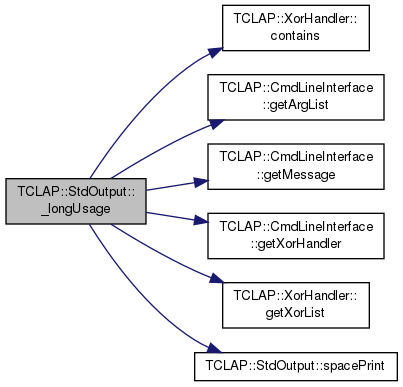 TCLAP::StdOutput::
_longUsage
TCLAP::XorHandler::
contains
TCLAP::CmdLineInterface
::getArgList
TCLAP::CmdLineInterface
::getMessage
TCLAP::CmdLineInterface
::getXorHandler
TCLAP::XorHandler::
getXorList
TCLAP::StdOutput::spacePrint